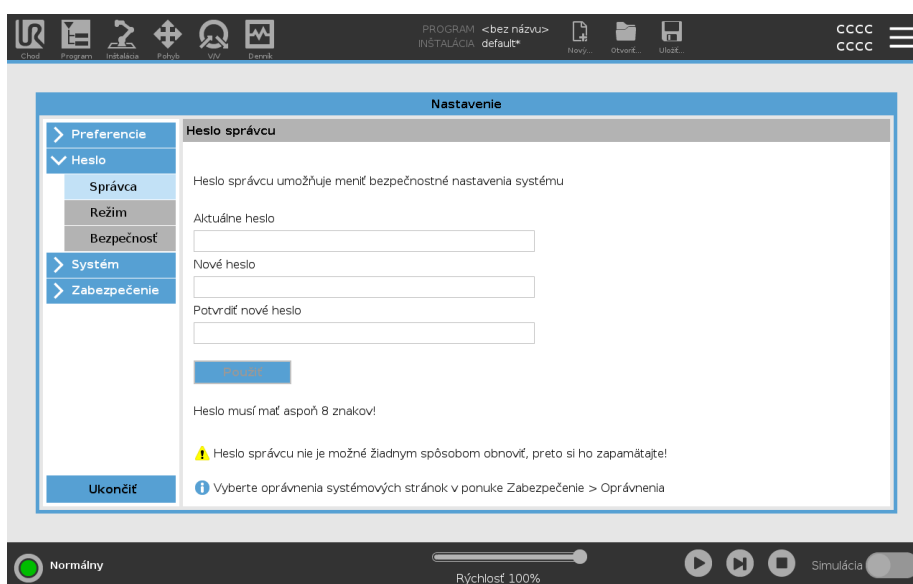 PROGRAM <bez názvu>
INŠTALÁCIA default*
CCCC
CCCC
Chod
Program
Inštalácia
Pohyb
V/V
Denník
Nový...
Otvoriť...
Uložiť...
Nastavenie
Preferencie
Heslo
Správca
Režim
Bezpečnosť
Systém
Zabezpečenie
Ukončiť
Heslo správcu
Heslo správcu umožňuje meniť bezpečnostné nastavenia systému
Aktuálne heslo
Nové heslo
Potvrdiť nové heslo
Použiť
Heslo musí mať aspoň 8 znakov!
Heslo správcu nie je možné žiadnym spôsobom obnoviť, preto si ho zapamätajte!
Vyberte oprávnenia systémových stránok v ponuke Zabezpečenie > Oprávnenia
Normálny
Rýchlosť 100%
Simulácia